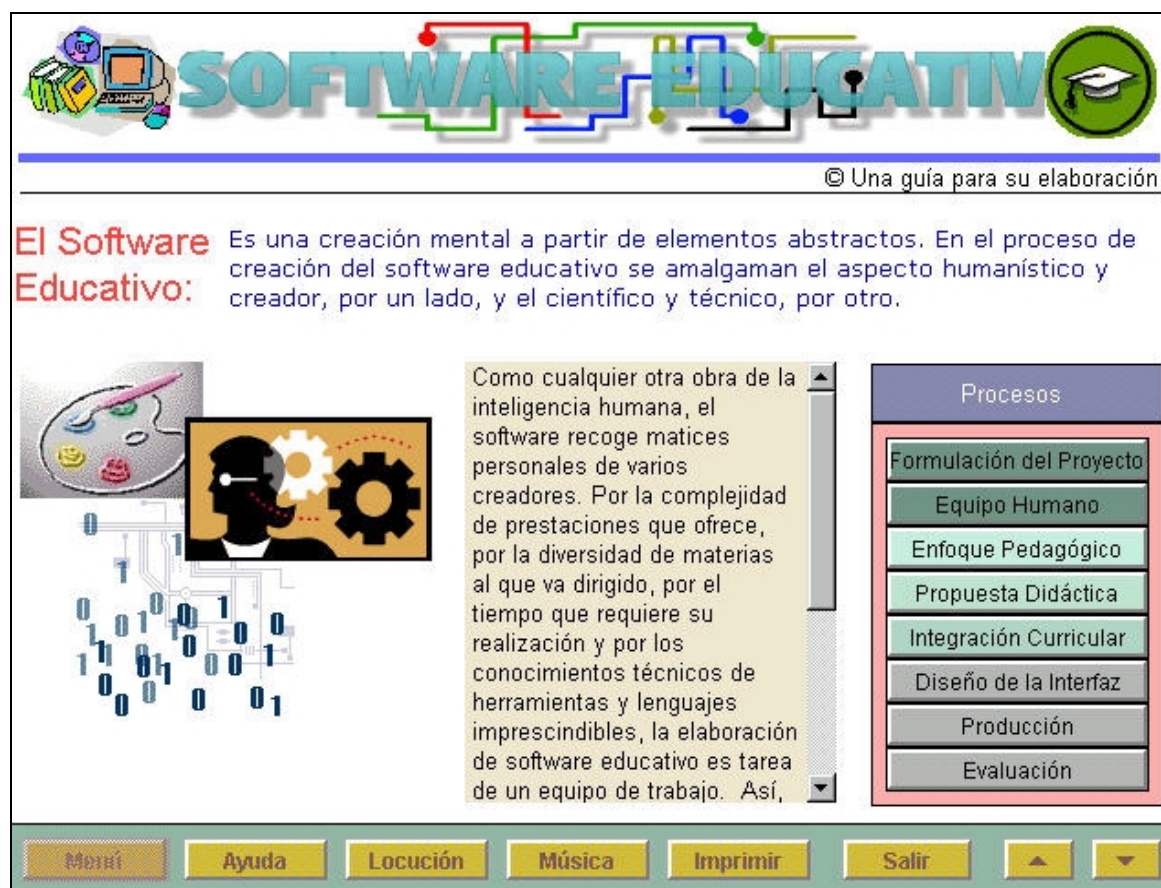 SOFTWARE EDUCATIV
© Una guía para su elaboración
El Software
Educativo:
Es una creación mental a partir de elementos abstractos. En el proceso de
creación del software educativo se amalgaman el aspecto humanístico y
creador, por un lado, y el científico y técnico, por otro.
Como cualquier otra obra de la
inteligencia humana, el
software recoge matices
personales de varios
creadores. Por la complejidad
de prestaciones que ofrece,
por la diversidad de materias
al que va dirigido, por el
tiempo que requiere su
realización y por los
conocimientos técnicos de
herramientas y lenguajes
imprescindibles, la elaboración
de software educativo es tarea
de un equipo de trabajo. Así,
Procesos
Formulación del Proyecto
Equipo Humano
Enfoque Pedagógico
Propuesta Didáctica
Integración Curricular
Diseño de la Interfaz
Producción
Evaluación
Menú
Ayuda
Locución
Música
Imprimir
Salir